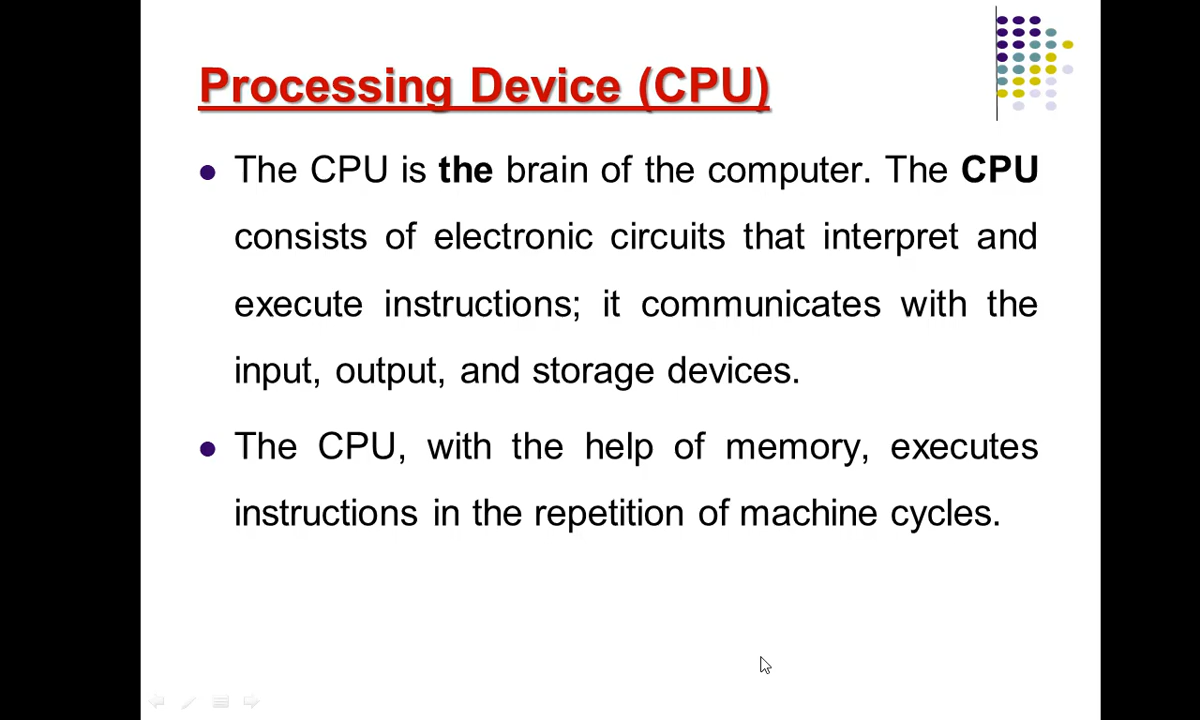 Processing Device (CPU)
The CPU is the brain of the computer. The CPU
consists of electronic circuits that interpret and
execute instructions; it communicates with the
input, output, and storage devices.
The CPU, with the help of memory, executes
instructions in the repetition of machine cycles.